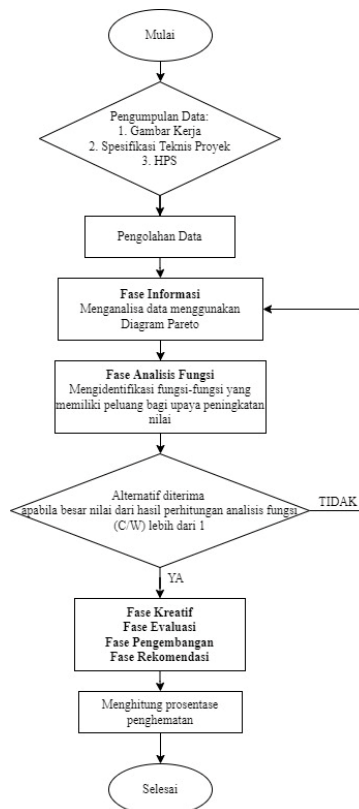 Mulai
Pengumpulan Data:
1. Gambar Kerja
2. Spesifikasi Teknis Proyek
3. HPS
Pengolahan Data
Fase Informasi
Menganalisa data menggunakan
Diagram Pareto
Fase Analisis Fungsi
Mengidentifikasi fungsi-fungsi yang
memiliki peluang bagi upaya peningkatan
nilai
Alternatif diterima
apabila besar nilai dari hasil perhitungan analisis fungsi
(C/W) lebih dari 1
TIDAK
YA
Fase Kreatif
Fase Evaluasi
Fase Pengembangan
Fase Rekomendasi
Menghitung prosentase
penghematan
Selesai